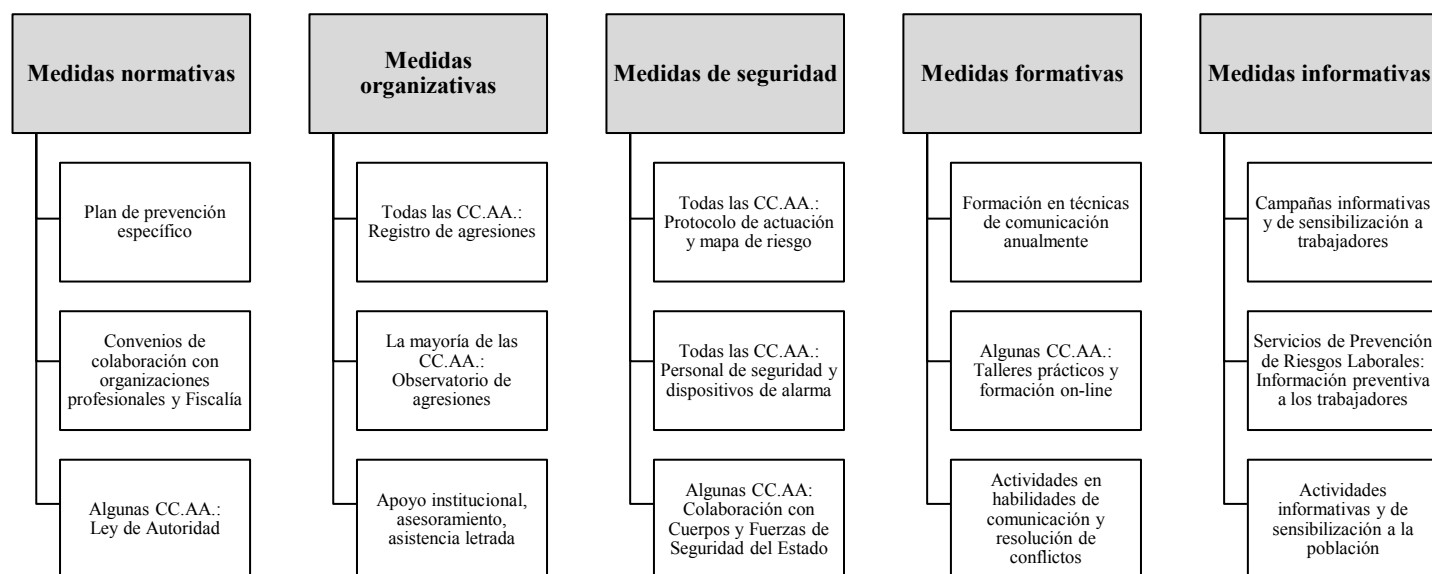 Medidas normativas
Plan de prevención
específico
Convenios de
colaboración con
organizaciones
profesionales y Fiscalía
Algunas CC.AA.:
Ley de Autoridad
Medidas
organizativas
Todas las CC.AA.:
Registro de agresiones
La mayoría de las
CC.AA.:
Observatorio de
agresiones
Apoyo institucional,
asesoramiento,
asistencia letrada
Medidas de seguridad
Todas las CC.AA.:
Protocolo de actuación
y mapa de riesgo
Todas las CC.AA.:
Personal de seguridad y
dispositivos de alarma
Algunas CC.AA:
Colaboración con
Cuerpos y Fuerzas de
Seguridad del Estado
Medidas formativas
Formación en técnicas
de comunicación
anualmente
Algunas CC.AA.:
Talleres prácticos y
formación on-line
Actividades en
habilidades de
comunicación y
resolución de
conflictos
Medidas informativas
Campañas informativas
y de sensibilización a
trabajadores
Servicios de Prevención
de Riesgos Laborales:
Información preventiva
a los trabajadores
Actividades
informativas y de
sensibilización a la
población